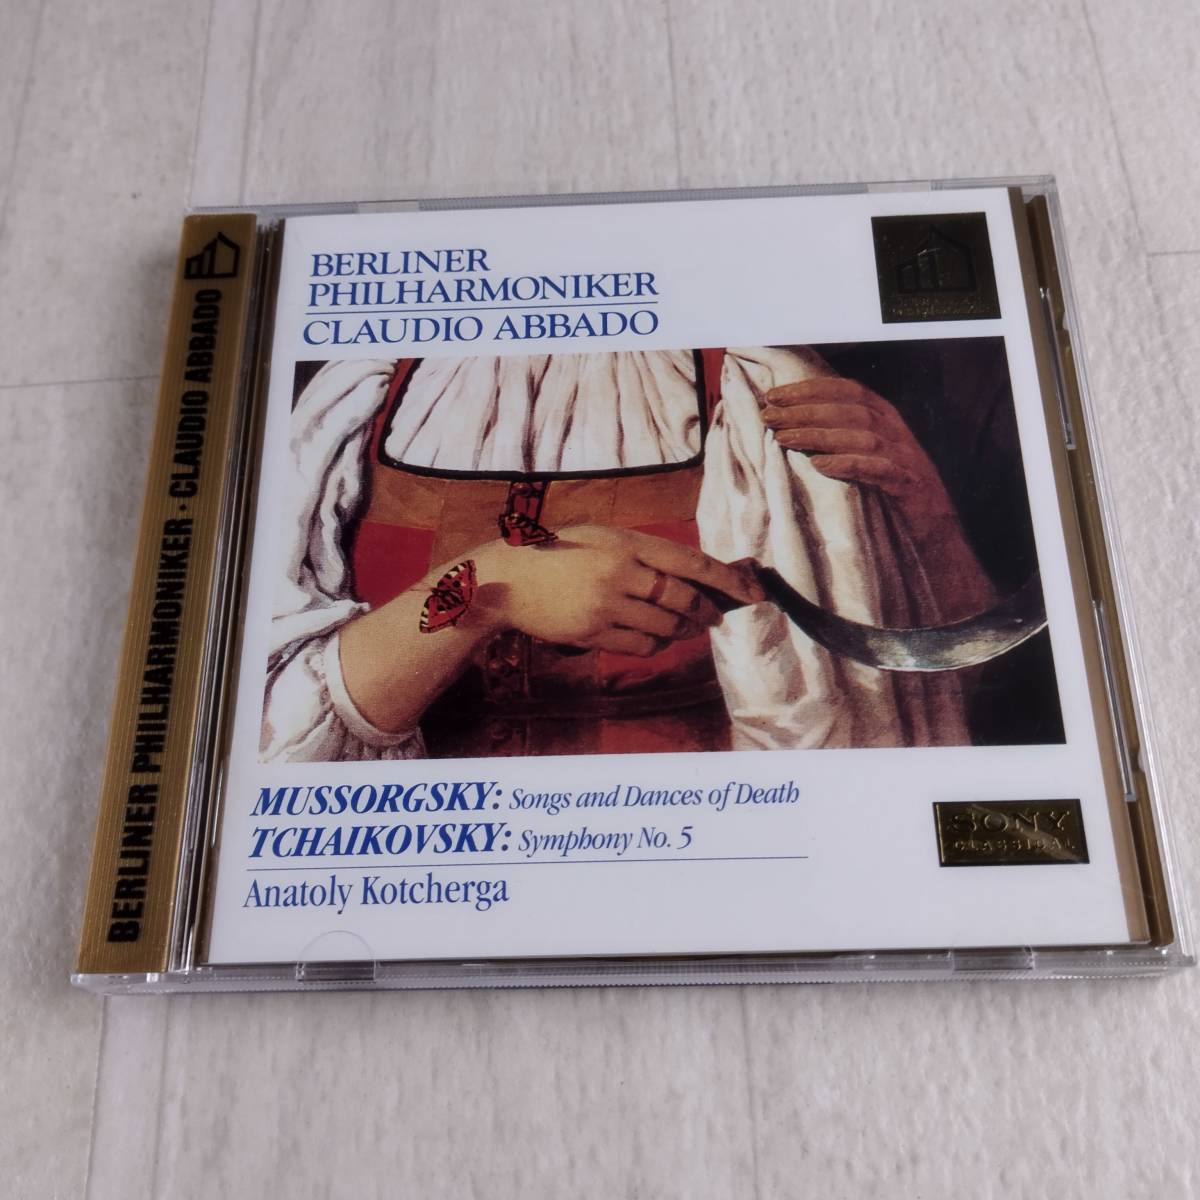 BERLINER
PHILHARMONIKER
CLAUDIO ABBADO
MUSSORGSKY: Songs and Dances of Death
TCHAIKOVSKY: Symphony No. 5
Anatoly Kotcherga
SONY
CLASSICAL
BERLINER PHILHARMONIKER · CLAUDIO ABBADO